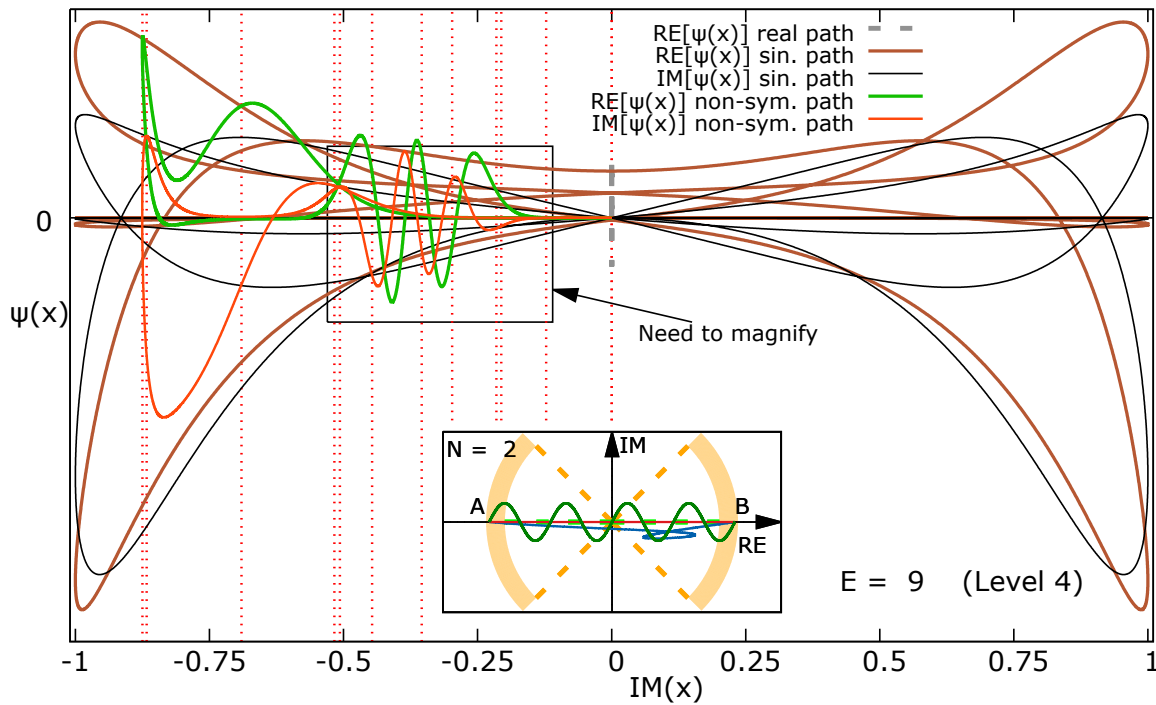 RE[ψ(x)] real path
RE[ψ(x)] sin. path
IM[ψ(x)] sin. path
RE[ψ(x)] non-sym. path
IM[ψ(x)] non-sym. path
0
ψ(x)
Need to magnify
N = 2
IM
A
B
RE
E = 9 (Level 4)
-1 -0.75 -0.5 -0.25 0 0.25 0.5 0.75 1
IM(x)